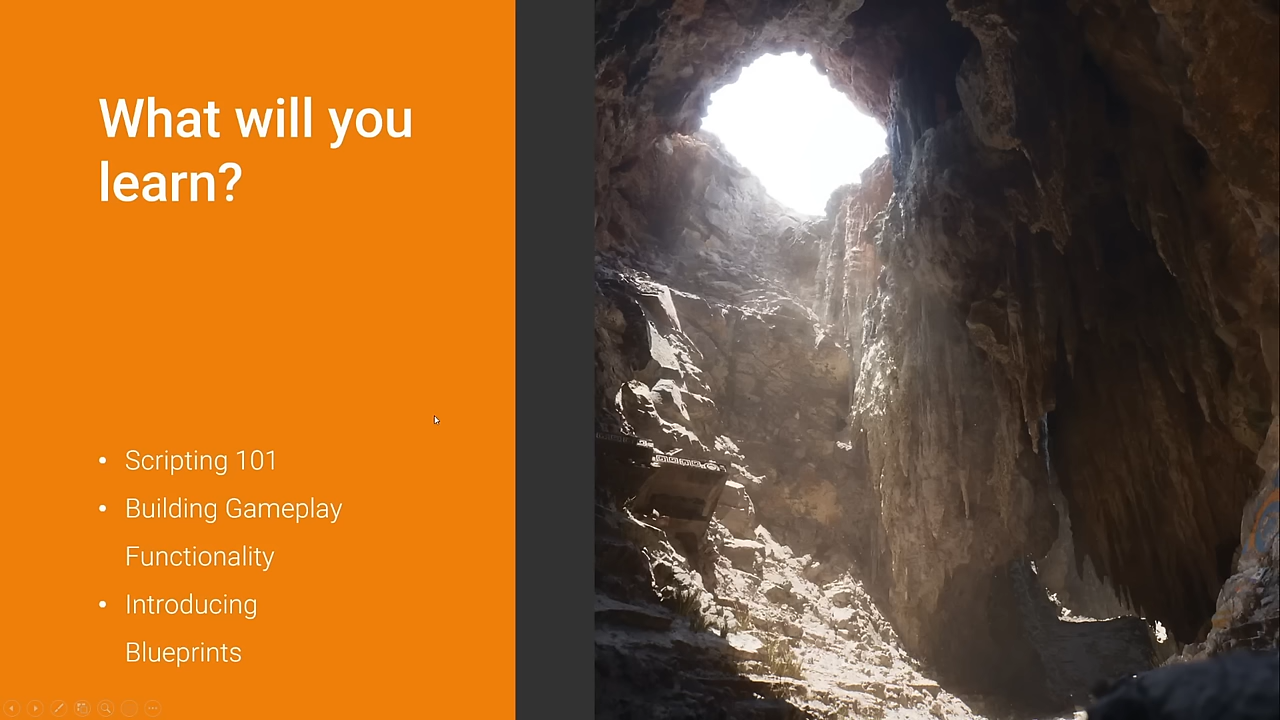 What will you
learn?
• Scripting 101
• Building Gameplay
Functionality
• Introducing
Blueprints